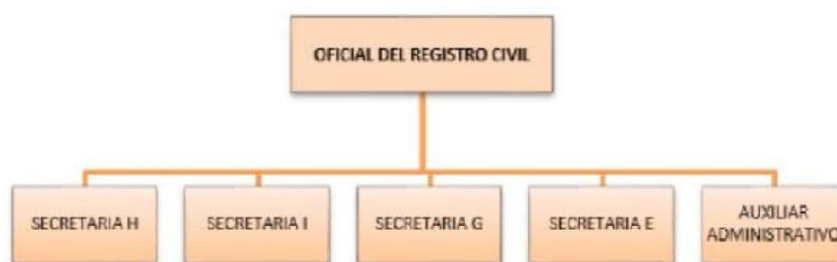 OFICIAL DEL REGISTRO CIVIL
SECRETARIA H
SECRETARIA I
SECRETARIA G
SECRETARIA E
AUXILIAR
ADMINISTRATIVO